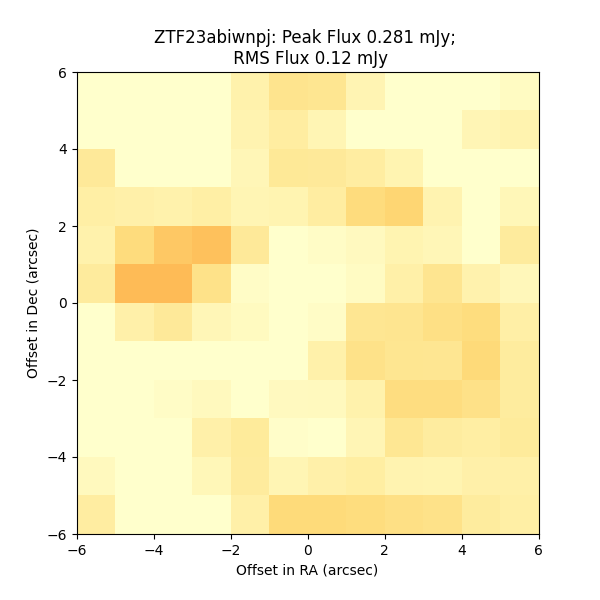 ZTF23abiwnpj: Peak Flux 0.281 mJy;
RMS Flux 0.12 mJy
6
4
2
0
−2
−4
−6
Offset in Dec (arcsec)
−6 −4 −2 0 2 4 6
Offset in RA (arcsec)